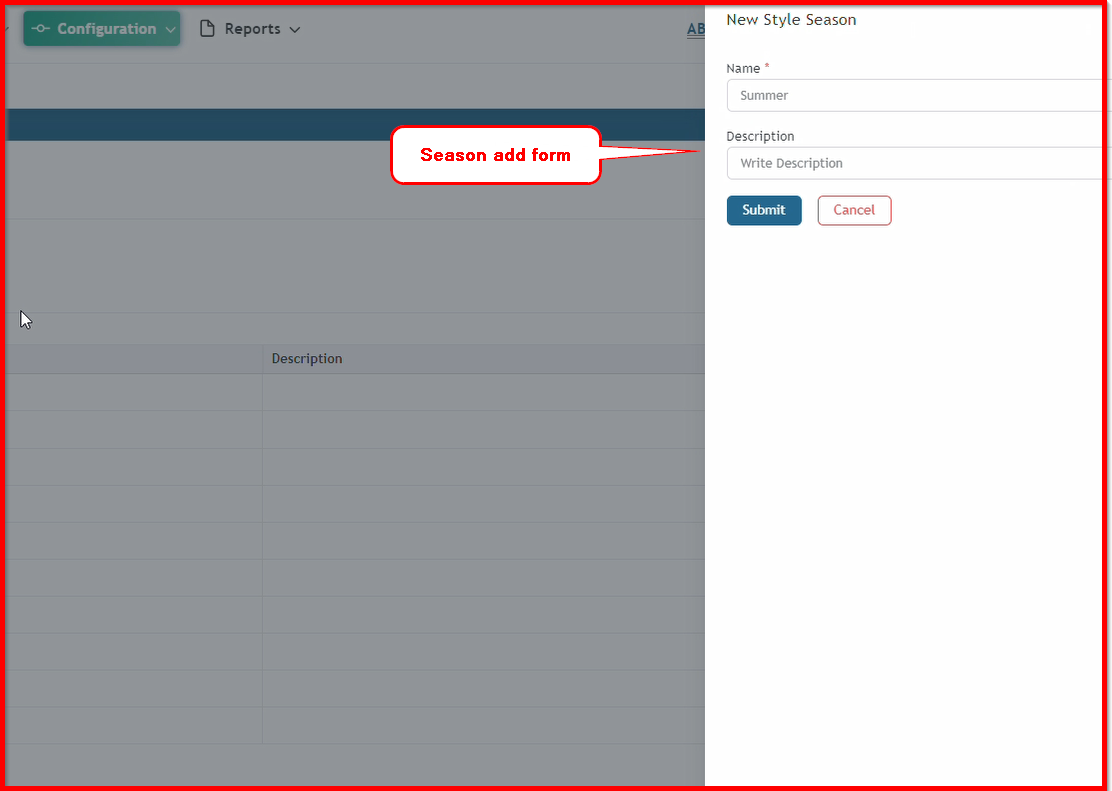 Configuration
Reports
AB
New Style Season
Name *
Summer
Description
Write Description
Submit
Cancel
Season add form
Description